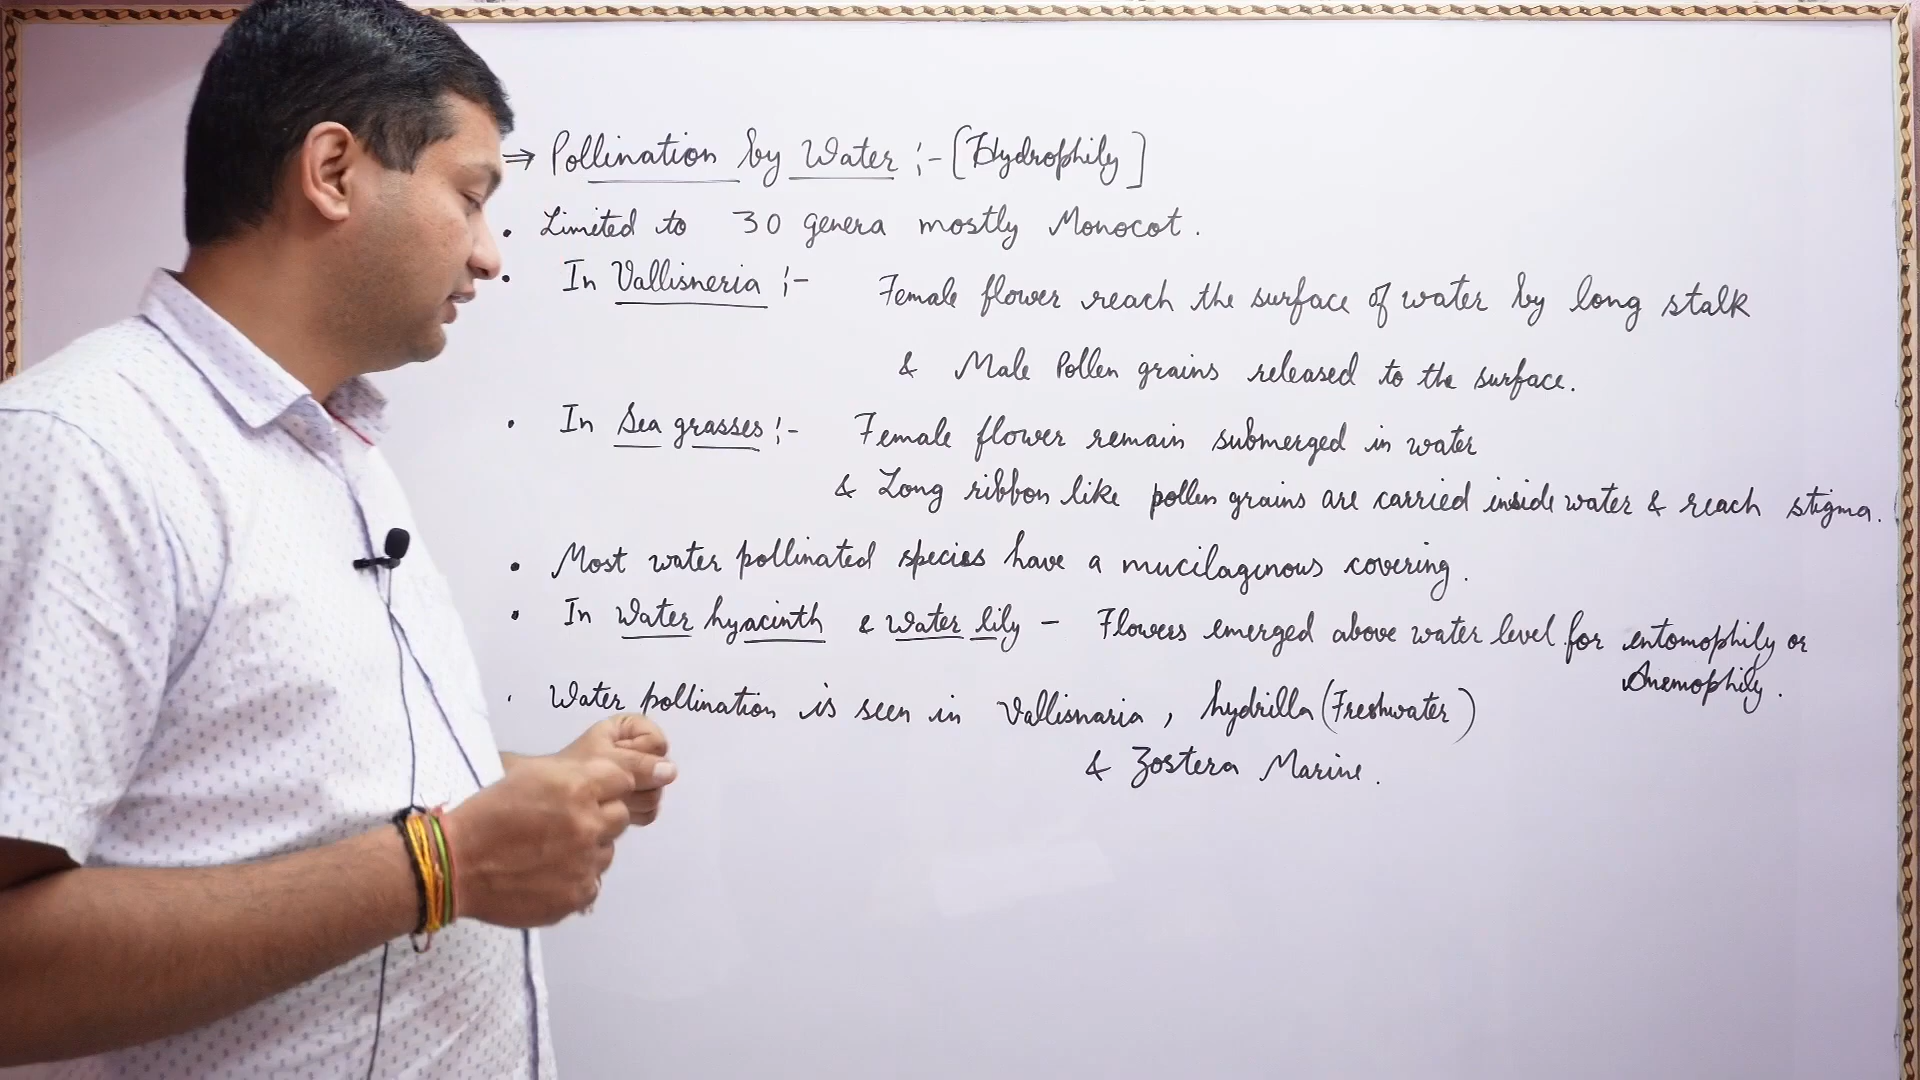 ⇒ Pollination by Water :- [Hydrophily]
• Limited to 30 genera mostly Monocot.
• In Vallisneria :- Female flower reach the surface of water by long stalk
& Male Pollen grains released to the surface.
• In Sea grasses :- Female flower remain submerged in water
& Long ribbon like pollen grains are carried inside water & reach stigma.
• Most water pollinated species have a mucilagenous covering.
• In Water hyacinth & Water lily - Flowers emerged above water level for entomophily or
Anemophily.
• Water pollination is seen in Vallisnaria, hydrilla (Freshwater)
& Zostera Marine.